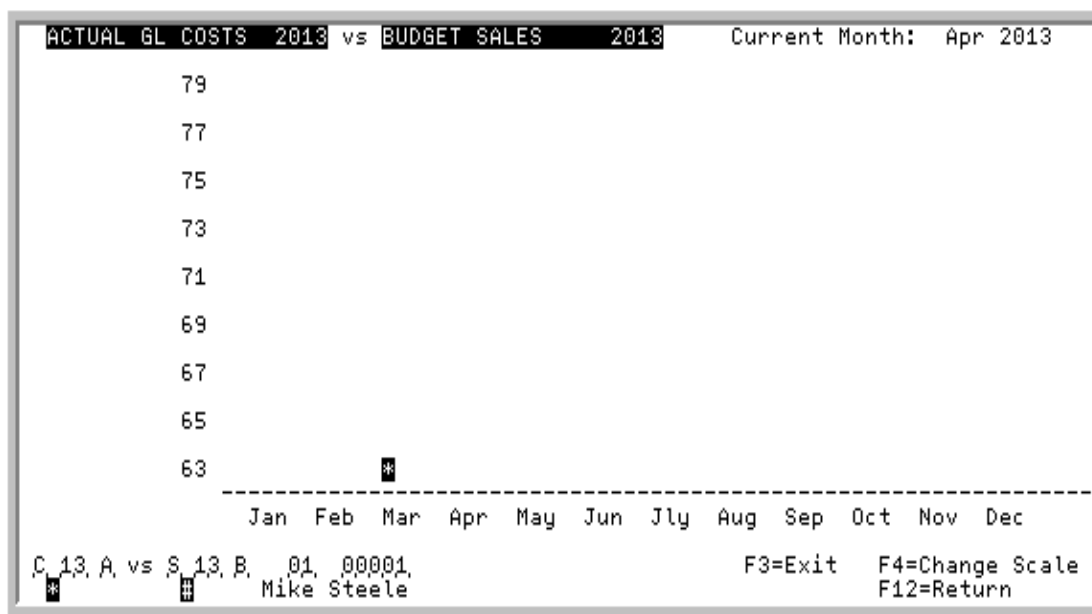 ACTUAL GL COSTS 2013 vs BUDGET SALES 2013 Current Month: Apr 2013
79
77
75
73
71
69
67
65
63 *
Jan Feb Mar Apr May Jun Jly Aug Sep Oct Nov Dec
C 13 A vs S 13 B 01 00001 F3=Exit F4=Change Scale
* # Mike Steele F12=Return